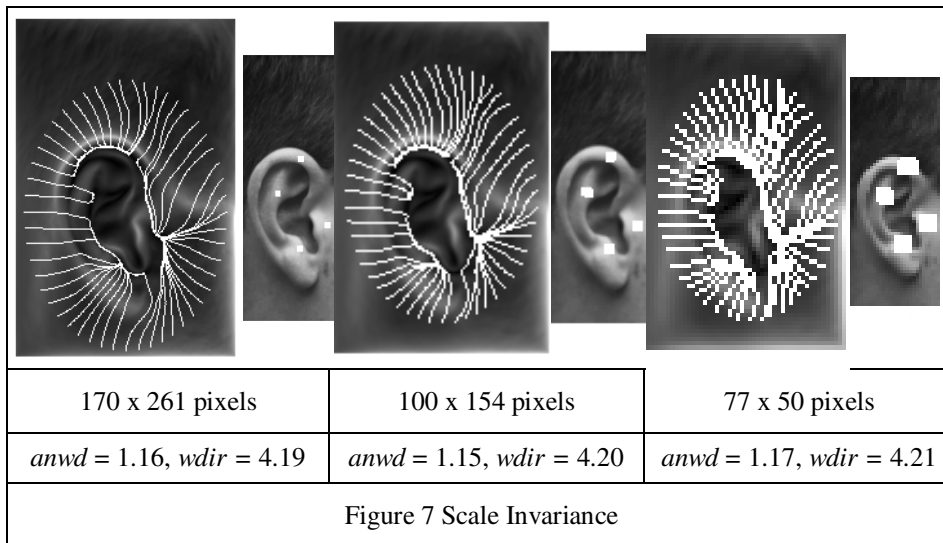 170 x 261 pixels
100 x 154 pixels
77 x 50 pixels
anwd = 1.16, wdir = 4.19
anwd = 1.15, wdir = 4.20
anwd = 1.17, wdir = 4.21
Figure 7 Scale Invariance